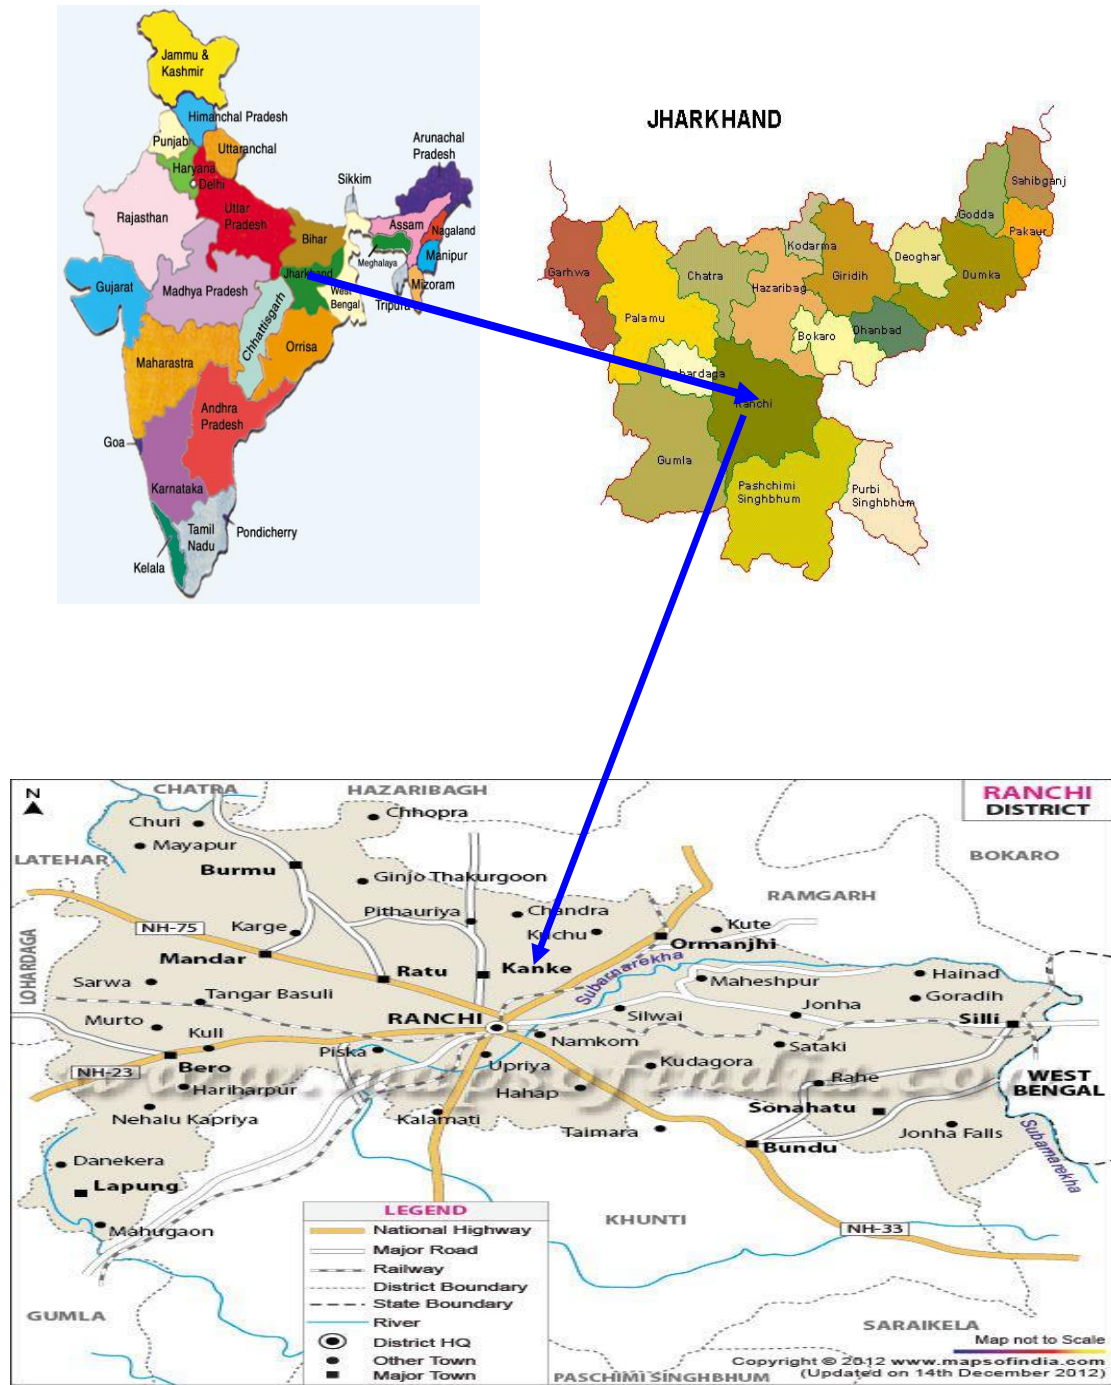 Jammu &
Kashmir
Himanchal Pradesh
Punjab
Uttaranchal
Haryana
Delhi
Rajasthan
Uttar
Pradesh
Bihar
Sikkim
Arunachal
Pradesh
Assam
Nagaland
Meghalaya
Manipur
Mizoram
Tripura
West
Bengal
Jharkhand
Gujarat
Madhya Pradesh
Chhattisgarh
Orrisa
Maharastra
Andhra
Pradesh
Goa
Karnataka
Tamil
Nadu
Pondicherry
Kelala
JHARKHAND
Sahibganj
Godda
Pakaur
Garhwa
Palamu
Chatra
Kodarma
Hazaribag
Giridih
Deoghar
Dumka
Dhanbad
Bokaro
Ranchi
Gumla
Pashchimi
Singhbhum
Purbi
Singhbhum
N
CHATRA
HAZARIBAGH
RANCHI
DISTRICT
Churi
Chhopra
Mayapur
LATEHAR
BOKARO
Burmu
Ginjo Thakurgoon
RAMGARH
Pithauriya
Chandra
Kute
NH-75
Karge
Kuchu
Ormanjhi
LOHARDAGA
Mandar
Ratu
Kanke
Subarnarekha
Hainad
Sarwa
Maheshpur
Tangar Basuli
Goradih
Jonha
Murto
RANCHI
Silwai
Silli
Kull
Namkom
Sataki
Piska
Bero
Upriya
Kudagora
NH-23
www.mapsofindia.com
Rahe
WEST
BENGAL
Hariharpur
Hahap
Nehalu Kapriya
Kalamati
Sonahatu
Taimara
Jonha Falls
Bundu
Subarnarekha
Danekera
Lapung
Mahugaon
KHUNTI
NH-33
LEGEND
National Highway
Major Road
Railway
District Boundary
State Boundary
River
District HQ
Other Town
Major Town
GUMLA
SARAIKELA
Map not to Scale
Copyright © 2012 www.mapsofindia.com
(Updated on 14th December 2012)
PASCHIMI SINGHBHUM